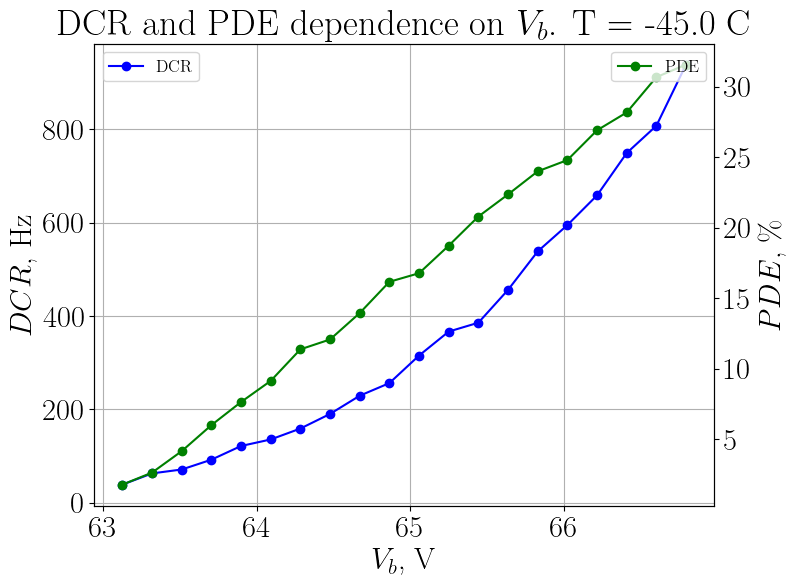 DCR and PDE dependence on V_b. T = -45.0 C
DCR
PDE
800
600
400
200
0
DCR, Hz
30
25
20
15
10
5
PDE, %
63
64
65
66
V_b, V